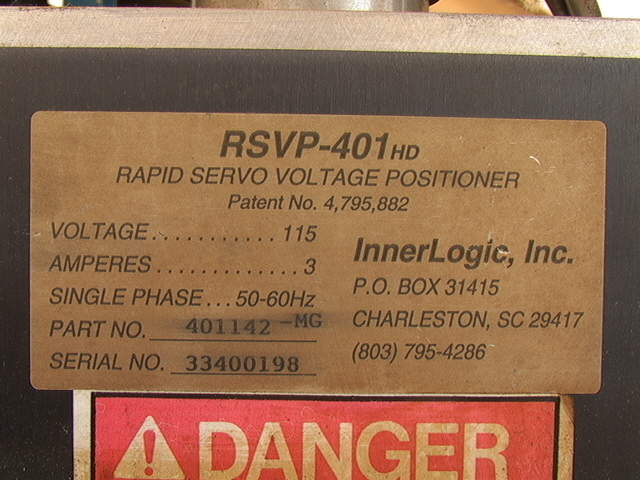 RSVP-401HD
RAPID SERVO VOLTAGE POSITIONER
Patent No. 4,795,882
VOLTAGE...........115
AMPERES.............3
SINGLE PHASE...50-60Hz
PART NO. 401142-MG
SERIAL NO. 33400198
InnerLogic, Inc.
P.O. BOX 31415
CHARLESTON, SC 29417
(803) 795-4286
DANGER